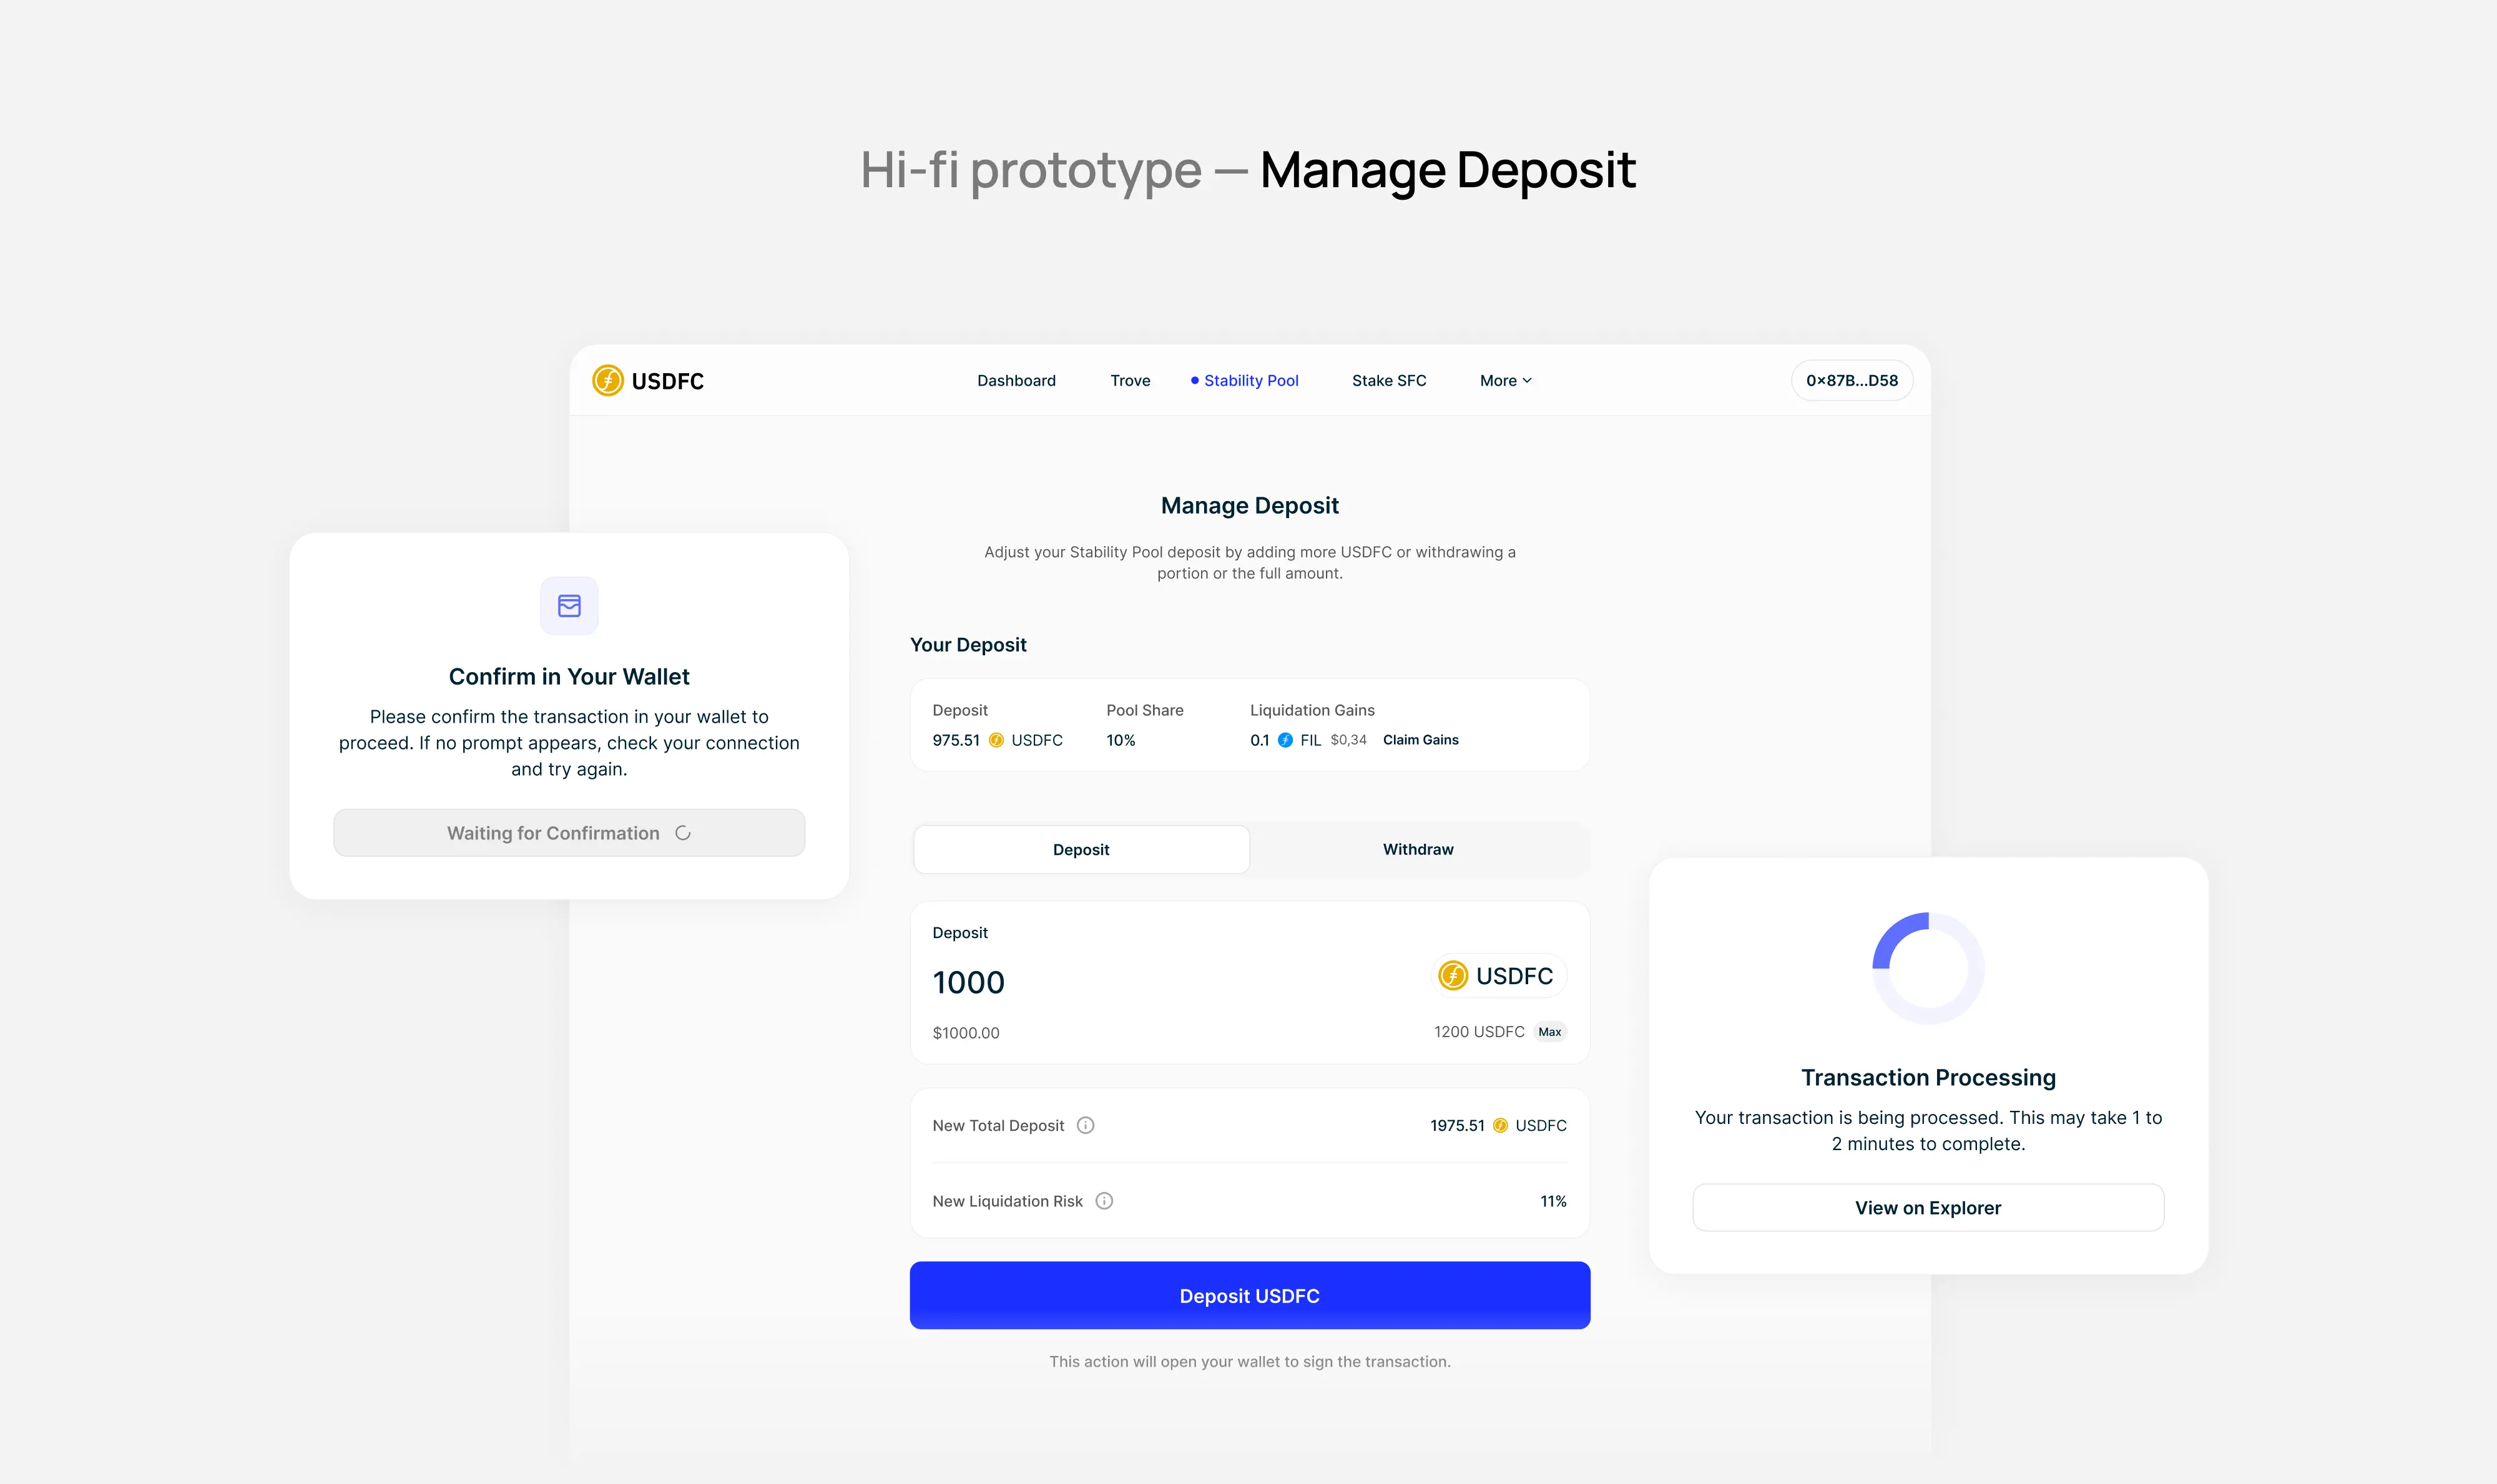 Hi-fi prototype — Manage Deposit
USDFC
Dashboard
Trove
Stability Pool
Stake SFC
More
0×87B...D58
Manage Deposit
Adjust your Stability Pool deposit by adding more USDFC or withdrawing a
portion or the full amount.
Confirm in Your Wallet
Please confirm the transaction in your wallet to
proceed. If no prompt appears, check your connection
and try again.
Waiting for Confirmation
Your Deposit
Deposit
975.51 USDFC
Pool Share
10%
Liquidation Gains
0.1 FIL $0,34 Claim Gains
Deposit
Withdraw
Deposit
1000
USDFC
$1000.00
1200 USDFC Max
New Total Deposit
1975.51 USDFC
New Liquidation Risk
11%
Deposit USDFC
This action will open your wallet to sign the transaction.
Transaction Processing
Your transaction is being processed. This may take 1 to
2 minutes to complete.
View on Explorer